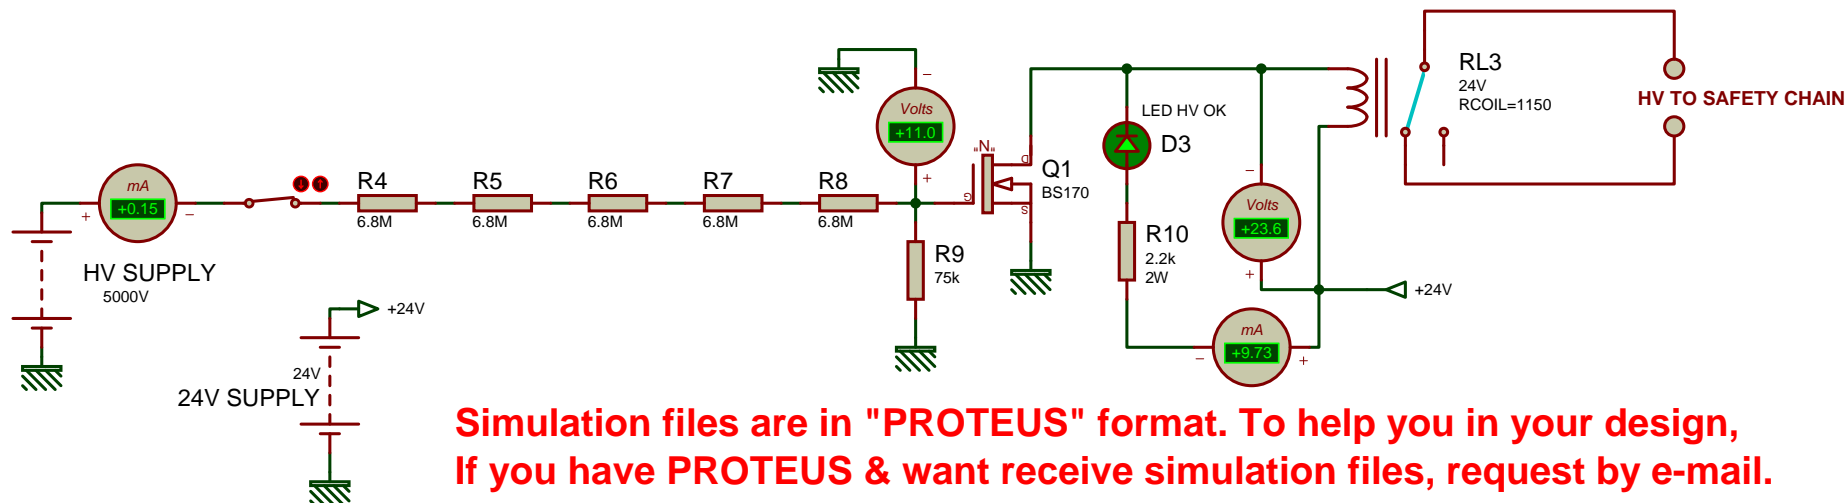 RL3
24V
RCOIL=1150
HV TO SAFETY CHAIN
Volts
+11.0
LED HV OK
D3
"N"
D
G
S
Q1
BS170
mA
+0.15
R4
6.8M
R5
6.8M
R6
6.8M
R7
6.8M
R8
6.8M
Volts
+23.6
R10
2.2k
2W
R9
75k
HV SUPPLY
5000V
+24V
+24V
mA
+9.73
24V
24V SUPPLY
Simulation files are in "PROTEUS" format. To help you in your design,
If you have PROTEUS & want receive simulation files, request by e-mail.